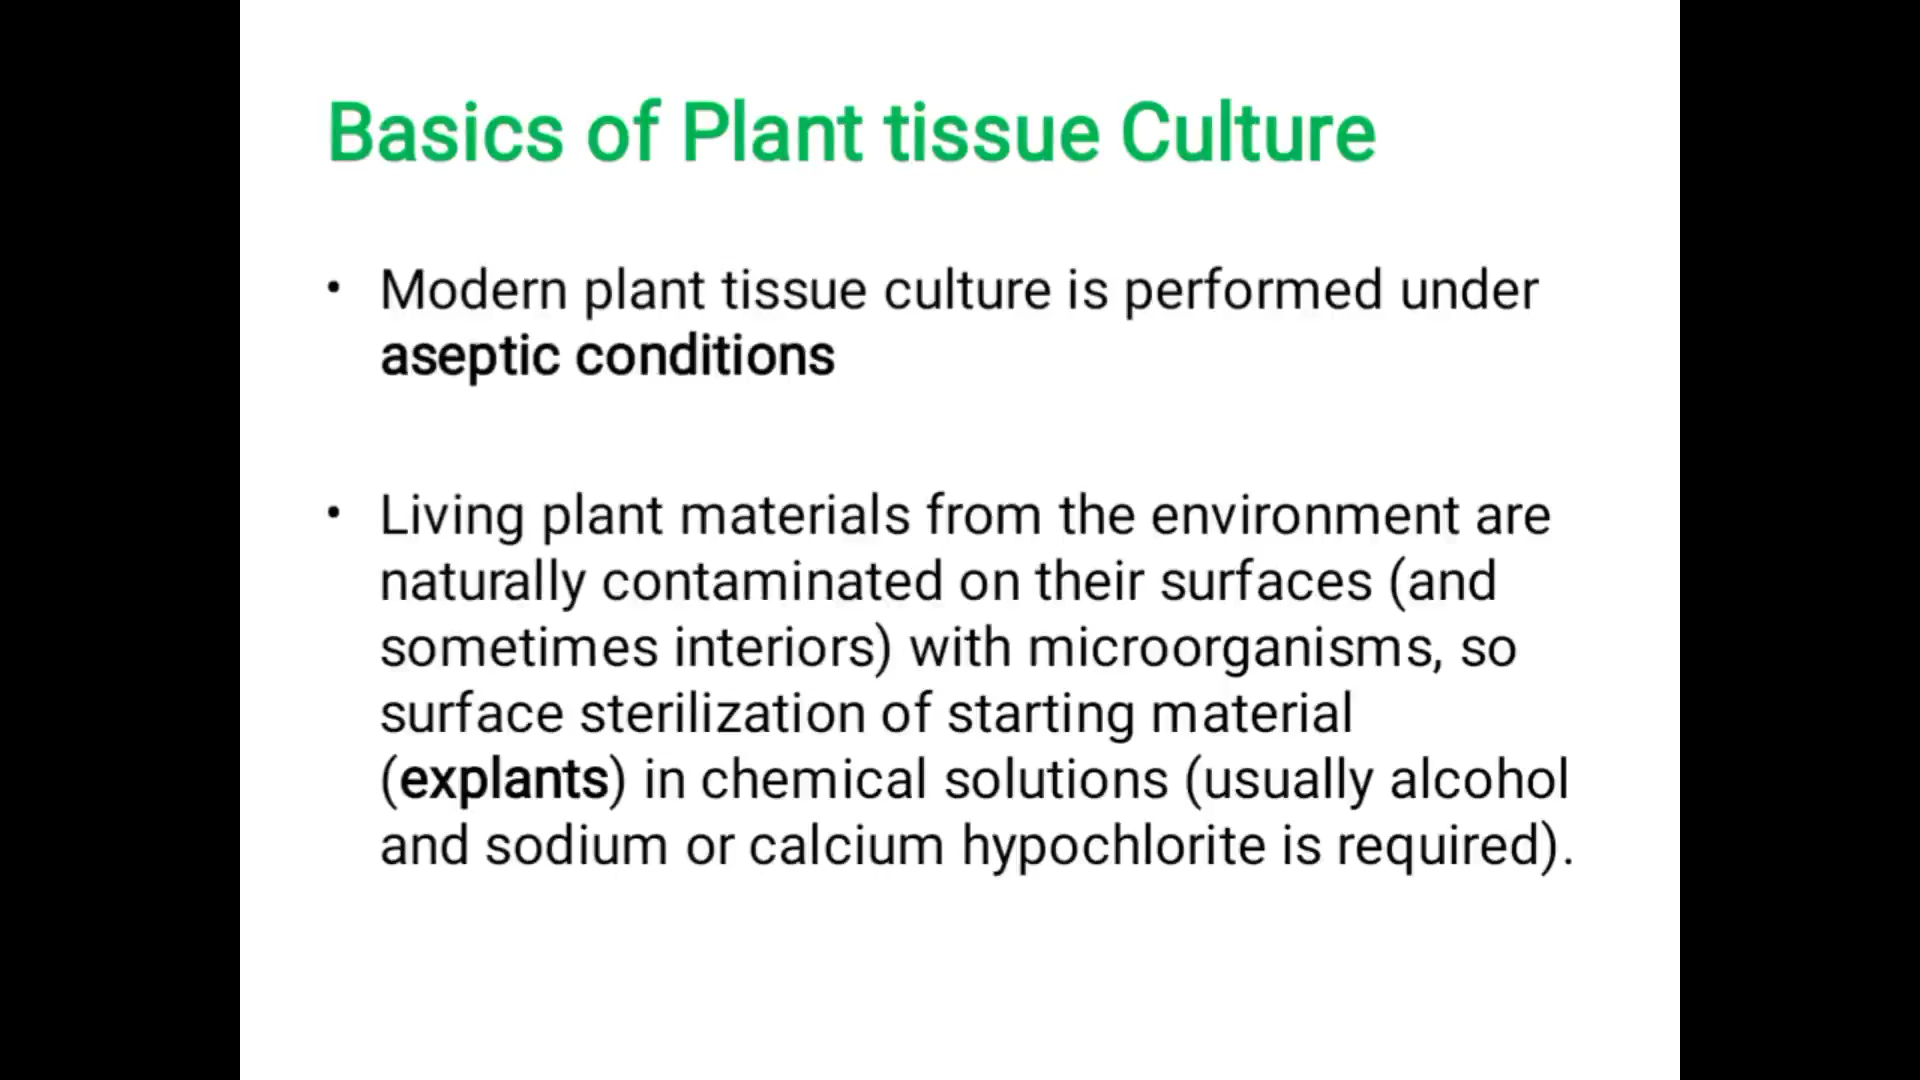 Basics of Plant tissue Culture
• Modern plant tissue culture is performed under
aseptic conditions
• Living plant materials from the environment are
naturally contaminated on their surfaces (and
sometimes interiors) with microorganisms, so
surface sterilization of starting material
(explants) in chemical solutions (usually alcohol
and sodium or calcium hypochlorite is required).